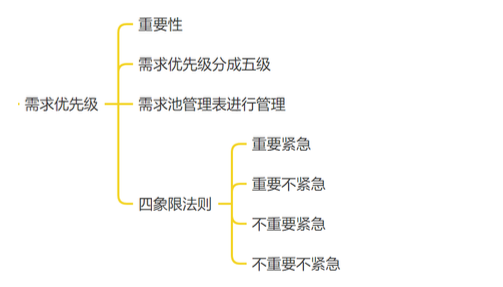 重要性
需求优先级分成五级
需求优先级
需求池管理表进行管理
重要紧急
重要不紧急
四象限法则
不重要紧急
不重要不紧急